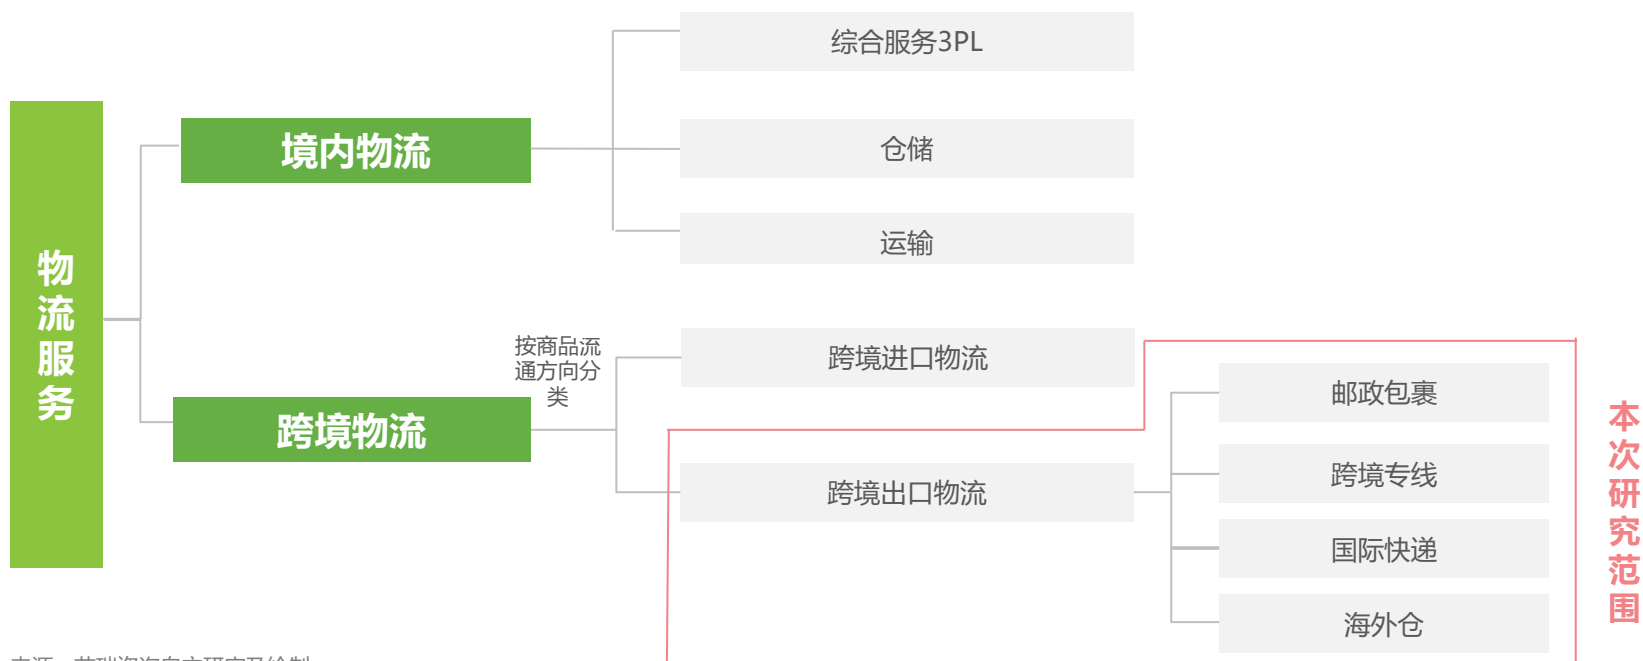 物流服务
境内物流
综合服务3PL
仓储
运输
跨境物流
按商品流
通方向分
类
跨境进口物流
跨境出口物流
邮政包裹
跨境专线
国际快递
海外仓
本次研究范围